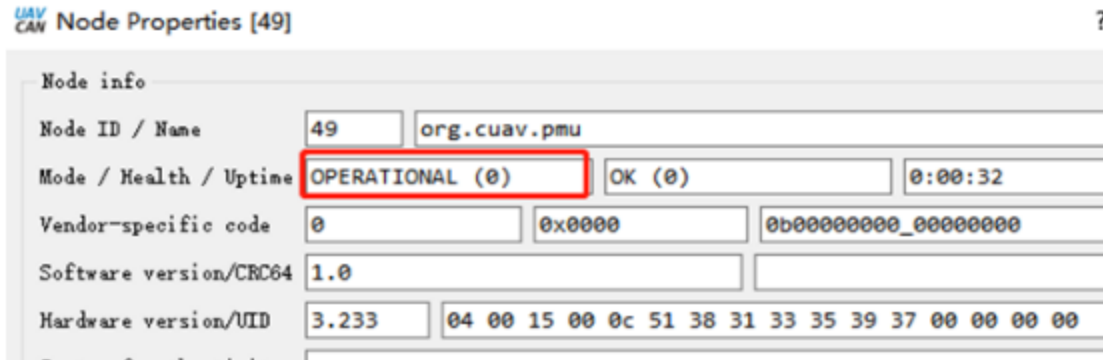 UAV CAN Node Properties [49] ?
Node info
Node ID / Name 49 org.cuav.pmu
Mode / Health / Uptime OPERATIONAL (0) OK (0) 0:00:32
Vendor-specific code 0 0x0000 0b00000000_00000000
Software version/CRC64 1.0
Hardware version/UID 3.233 04 00 15 00 0c 51 38 31 33 35 39 37 00 00 00 00